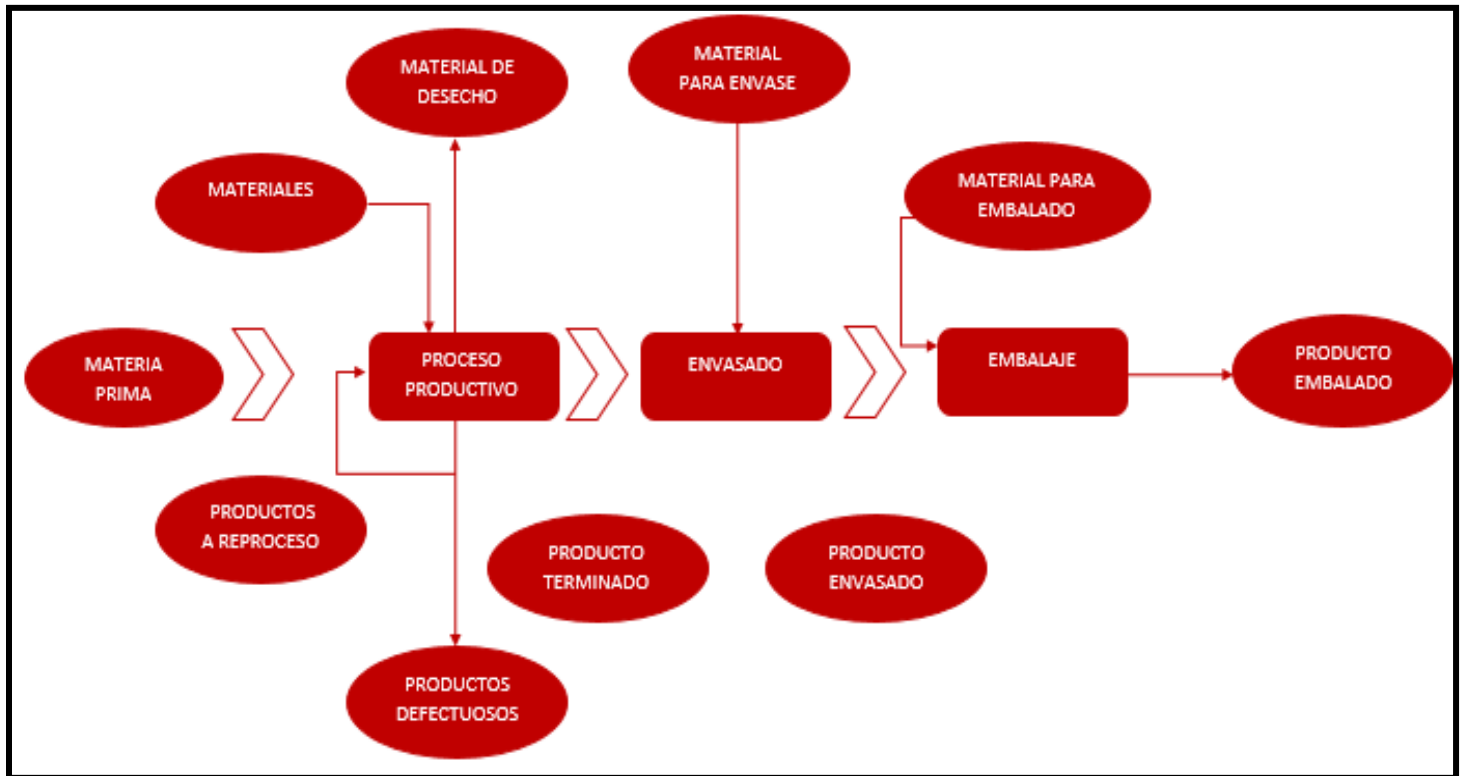 MATERIAL DE
DESECHO
MATERIAL
PARA ENVASE
MATERIALES
MATERIAL PARA
EMBALADO
MATERIA
PRIMA
PROCESO
PRODUCTIVO
ENVASADO
EMBALAJE
PRODUCTO
EMBALADO
PRODUCTOS
A REPROCESO
PRODUCTO
TERMINADO
PRODUCTO
ENVASADO
PRODUCTOS
DEFECTUOSOS